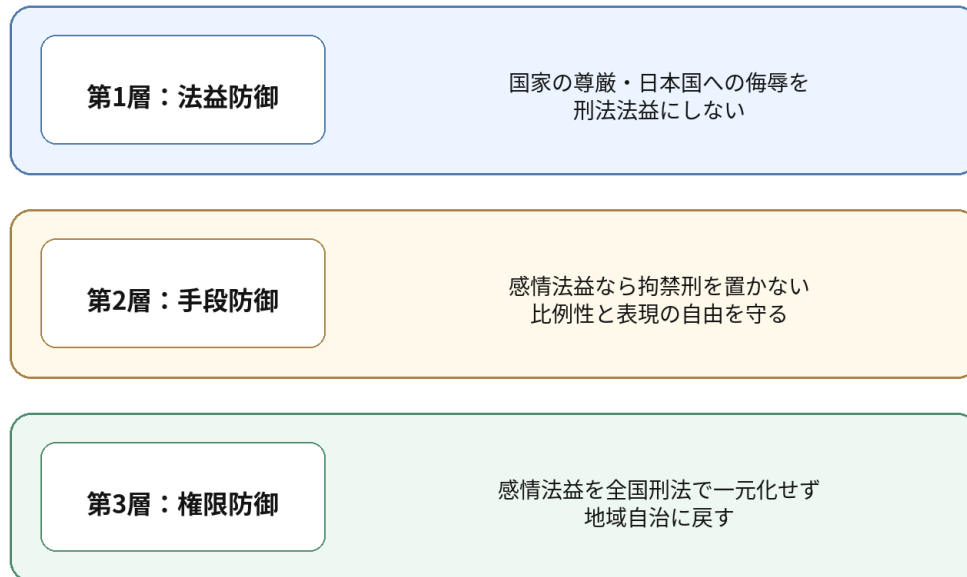 第1層：法益防御
国家の尊厳・日本国への侮辱を
刑法法益にしない
第2層：手段防御
感情法益なら拘禁刑を置かない
比例性と表現の自由を守る
第3層：権限防御
感情法益を全国刑法で一元化せず
地域自治に戻す